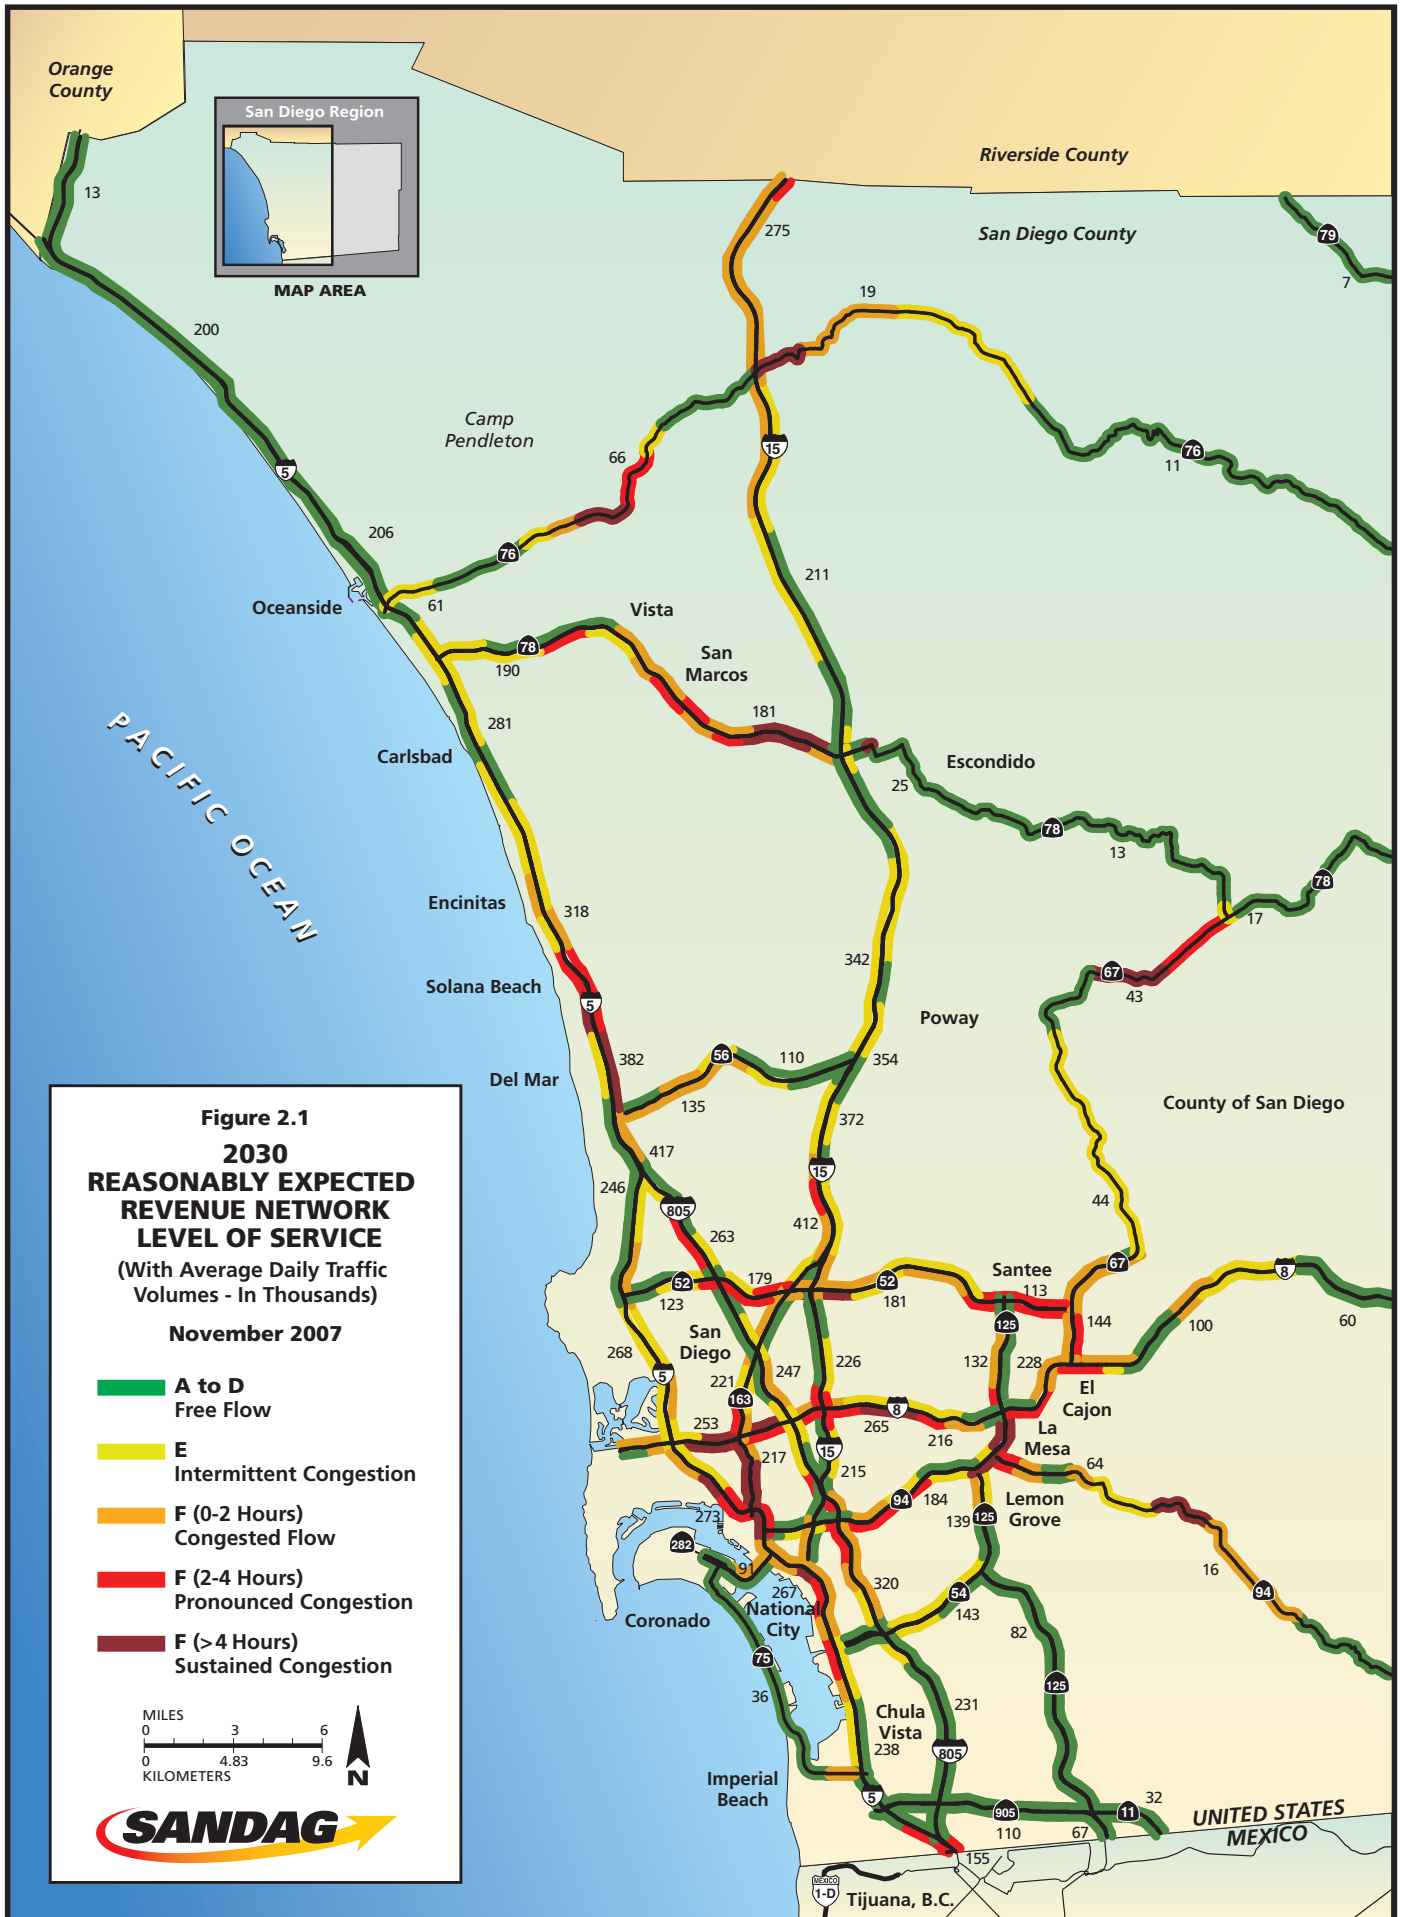 Orange
County
San Diego Region
MAP AREA
Riverside County
San Diego County
79
7
13
275
19
200
Camp
Pendleton
66
15
76
11
5
206
76
211
Oceanside
61
Vista
78
190
San
Marcos
181
281
Carlsbad
Escondido
25
78
13
78
17
PACIFIC OCEAN
Encinitas
318
342
67
43
Solana Beach
5
Poway
382
56
110
354
Del Mar
135
372
County of San Diego
417
15
246
805
44
412
263
67
8
52
179
52
Santee
113
123
181
125
144
100
60
San
Diego
268
5
247
226
132
228
221
163
El
Cajon
8
253
265
216
La
Mesa
217
15
215
64
94
184
Lemon
Grove
139
125
273
282
91
267
16
94
320
54
143
National
City
Coronado
82
75
36
125
231
Chula
Vista
238
805
Imperial
Beach
5
32
905
11
110
67
UNITED STATES
MEXICO
155
MEXICO
1-D
Tijuana, B.C.
Figure 2.1
2030
REASONABLY EXPECTED
REVENUE NETWORK
LEVEL OF SERVICE
(With Average Daily Traffic
Volumes - In Thousands)
November 2007
A to D
Free Flow
E
Intermittent Congestion
F (0-2 Hours)
Congested Flow
F (2-4 Hours)
Pronounced Congestion
F (>4 Hours)
Sustained Congestion
MILES
0 3 6
0 4.83 9.6
KILOMETERS
N
SANDAG